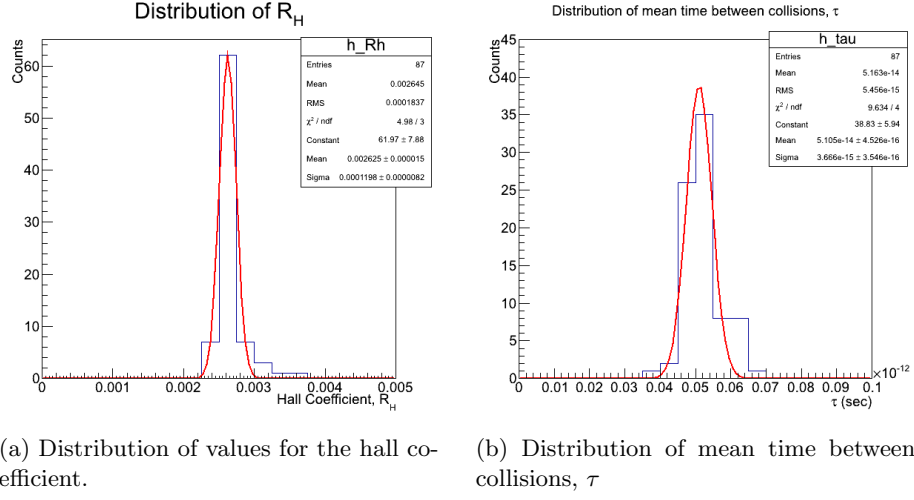 Distribution of R_H
Counts
60
50
40
30
20
10
0
h_Rh
Entries 87
Mean 0.002645
RMS 0.0001837
χ² / ndf 4.98 / 3
Constant 61.97 ± 7.88
Mean 0.002625 ± 0.000015
Sigma 0.0001198 ± 0.0000082
0 0.001 0.002 0.003 0.004 0.005
Hall Coefficient, R_H
Distribution of mean time between collisions, τ
Counts
45
40
35
30
25
20
15
10
5
0
h_tau
Entries 87
Mean 5.163e-14
RMS 5.456e-15
χ² / ndf 9.634 / 4
Constant 38.83 ± 5.94
Mean 5.105e-14 ± 4.526e-16
Sigma 3.666e-15 ± 3.546e-16
0 0.01 0.02 0.03 0.04 0.05 0.06 0.07 0.08 0.09 0.1
×10⁻¹²
τ (sec)
(a) Distribution of values for the hall co-
efficient.
(b) Distribution of mean time between
collisions, τ